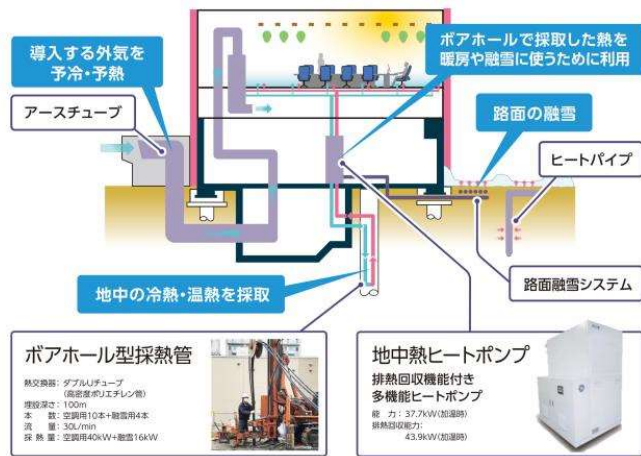 導入する外気を
予冷・予熱
アースチューブ
ボアホールで採取した熱を
暖房や融雪に使うために利用
路面の融雪
ヒートパイプ
路面融雪システム
地中の冷熱・温熱を採取
ボアホール型採熱管
熱交換器：ダブルUチューブ
（高密度ポリエチレン管）
埋設深さ：100m
本　数：空調用10本+融雪用4本
流　量：30L/min
採 熱 量：空調用40kW+融雪16kW
地中熱ヒートポンプ
排熱回収機能付き
多機能ヒートポンプ
能　力：37.7kW(加温時)
排熱回収能力：
43.9kW(加温時)